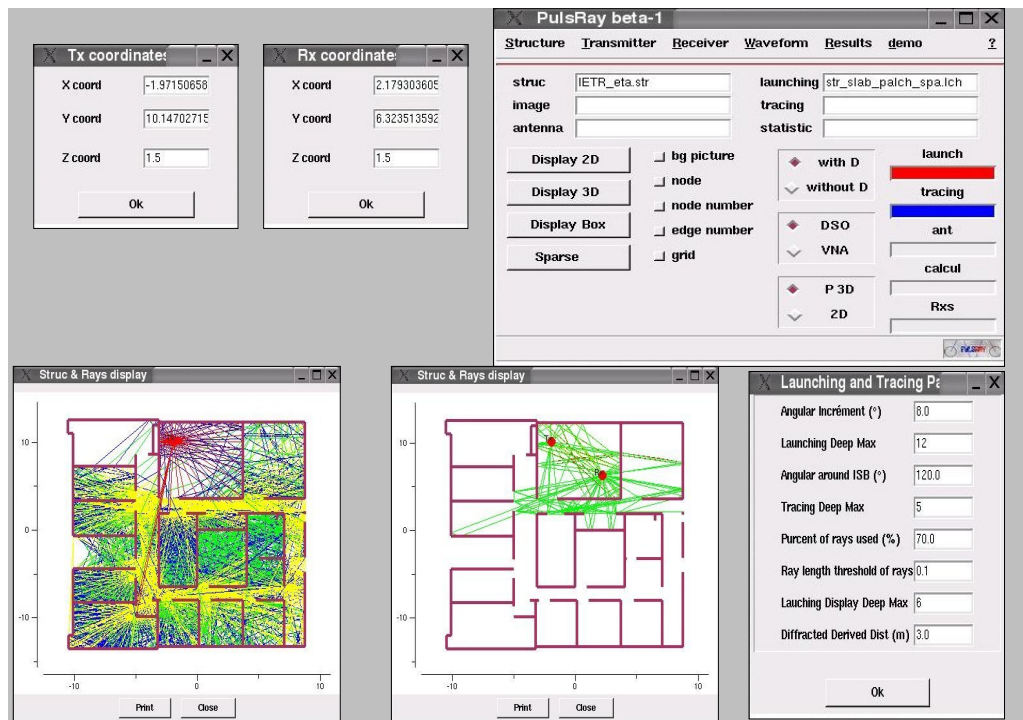 Tx coordinates
X coord -1.97150658
Y coord 10.14702715
Z coord 1.5
Ok
Rx coordinates
X coord 2.179303605
Y coord 6.323513592
Z coord 1.5
Ok
PulsRay beta-1
Structure Transmitter Receiver Waveform Results demo ?
struc IETR_eta.str launching str_slab_palch_spa.lch
image tracing
antenna statistic
Display 2D bg picture with D launch
Display 3D node without D tracing
node number
Display Box edge number DSO ant
Sparse grid VNA calcul
P 3D Rxs
2D
PULSRAY
Struc & Rays display
10
0
-10
-10 0 10
Print Close
Struc & Rays display
10
0
-10
-10 0 10
Print Close
Launching and Tracing Pa
Angular Incrément (°) 8.0
Launching Deep Max 12
Angular around ISB (°) 120.0
Tracing Deep Max 5
Purcent of rays used (%) 70.0
Ray length threshold of rays 0.1
Lauching Display Deep Max 6
Diffracted Derived Dist (m) 3.0
Ok